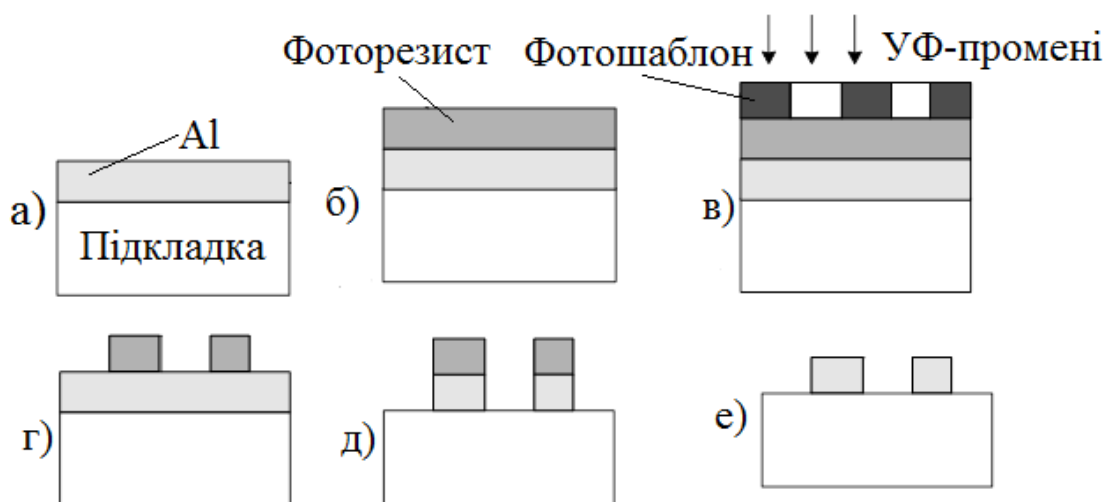 Фоторезист
Фотошаблон
УФ-промені
Al
а)
Підкладка
б)
в)
г)
д)
е)